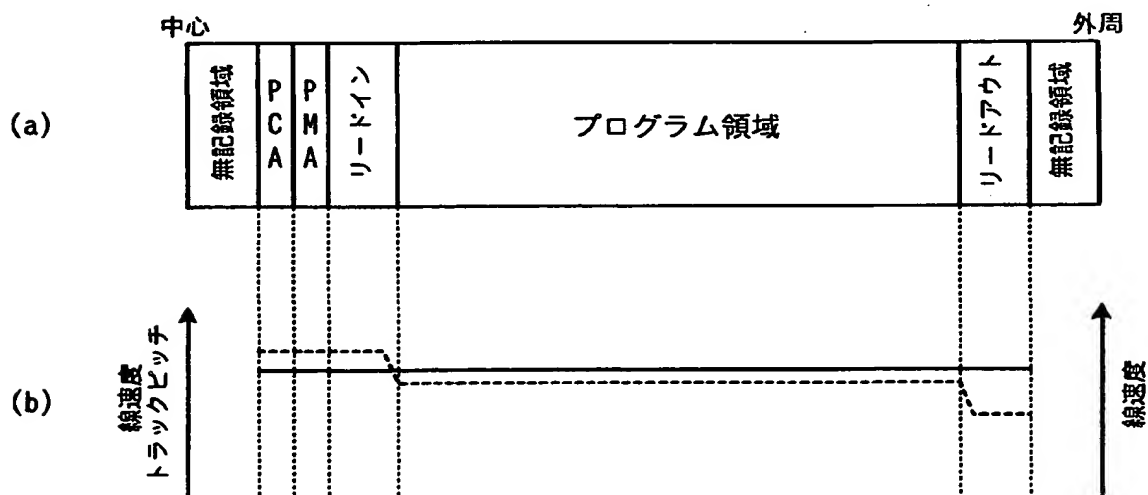 中心
外周
(a)
無記録領域
PCA
PMA
リードイン
プログラム領域
リードアウト
無記録領域
(b)
線速度
トラックピッチ
線速度